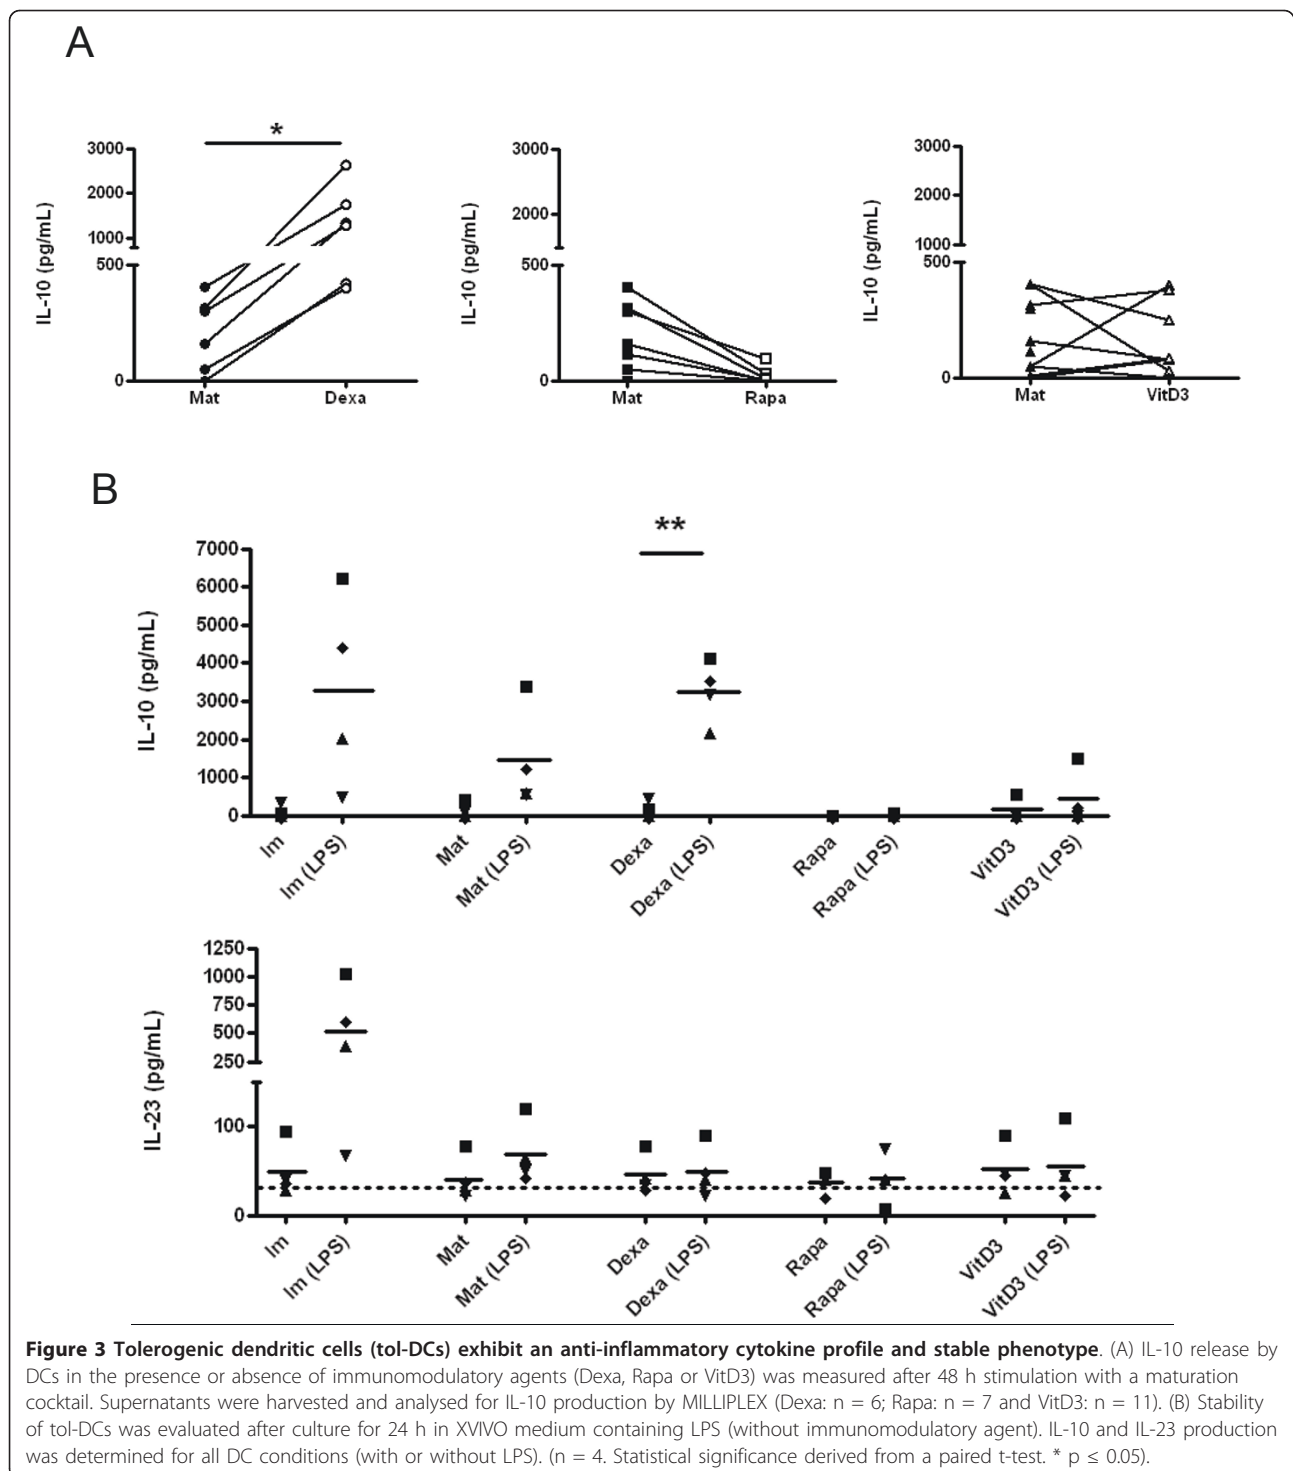 A
*
3000
2000
1000
500
0
IL-10 (pg/mL)
Mat
Dexa
3000
2000
500
0
IL-10 (pg/mL)
Mat
Rapa
3000
2000
1000
500
0
IL-10 (pg/mL)
Mat
VitD3
B
**
7000
6000
5000
4000
3000
2000
1000
0
IL-10 (pg/mL)
Im
Im (LPS)
Mat
Mat (LPS)
Dexa
Dexa (LPS)
Rapa
Rapa (LPS)
VitD3
VitD3 (LPS)
1250
1000
750
500
250
100
0
IL-23 (pg/mL)
Im
Im (LPS)
Mat
Mat (LPS)
Dexa
Dexa (LPS)
Rapa
Rapa (LPS)
VitD3
VitD3 (LPS)
Figure 3 Tolerogenic dendritic cells (tol-DCs) exhibit an anti-inflammatory cytokine profile and stable phenotype. (A) IL-10 release by
DCs in the presence or absence of immunomodulatory agents (Dexa, Rapa or VitD3) was measured after 48 h stimulation with a maturation
cocktail. Supernatants were harvested and analysed for IL-10 production by MILLIPLEX (Dexa: n = 6; Rapa: n = 7 and VitD3: n = 11). (B) Stability
of tol-DCs was evaluated after culture for 24 h in XVIVO medium containing LPS (without immunomodulatory agent). IL-10 and IL-23 production
was determined for all DC conditions (with or without LPS). (n = 4. Statistical significance derived from a paired t-test. * p ≤ 0.05).